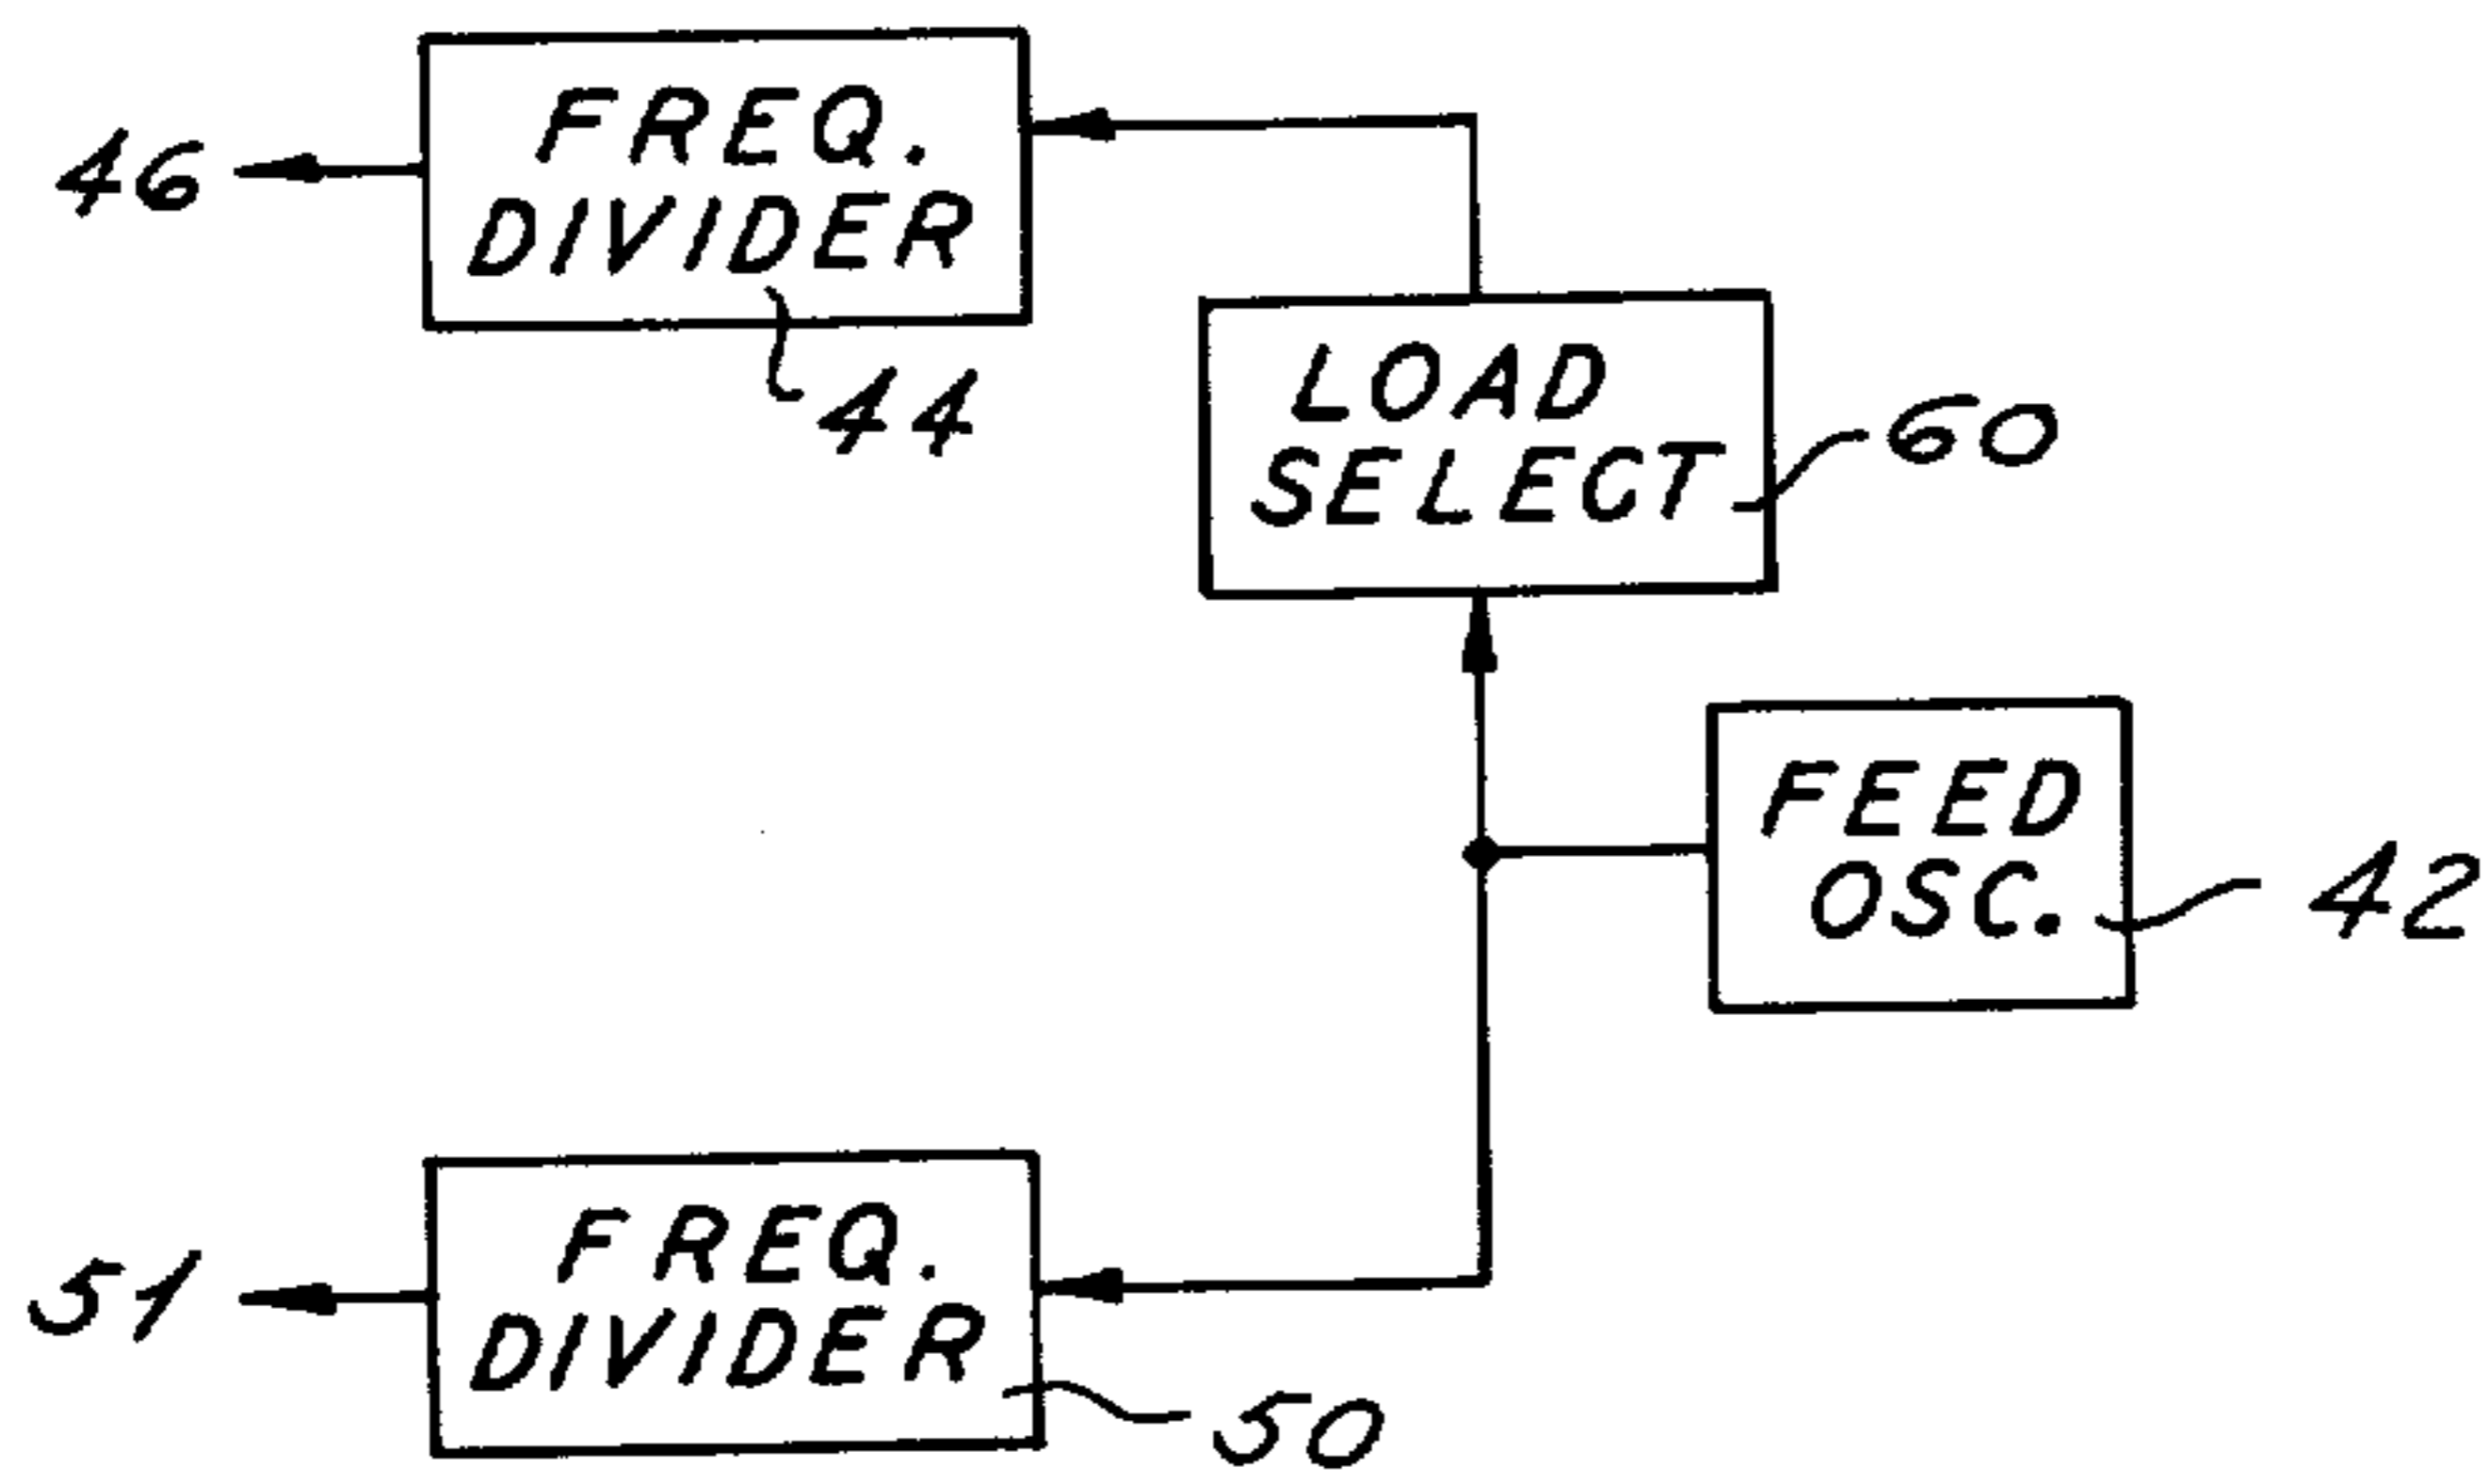 FREQ.
DIVIDER
46
44
LOAD
SELECT
60
FEED
OSC.
42
FREQ.
DIVIDER
51
50